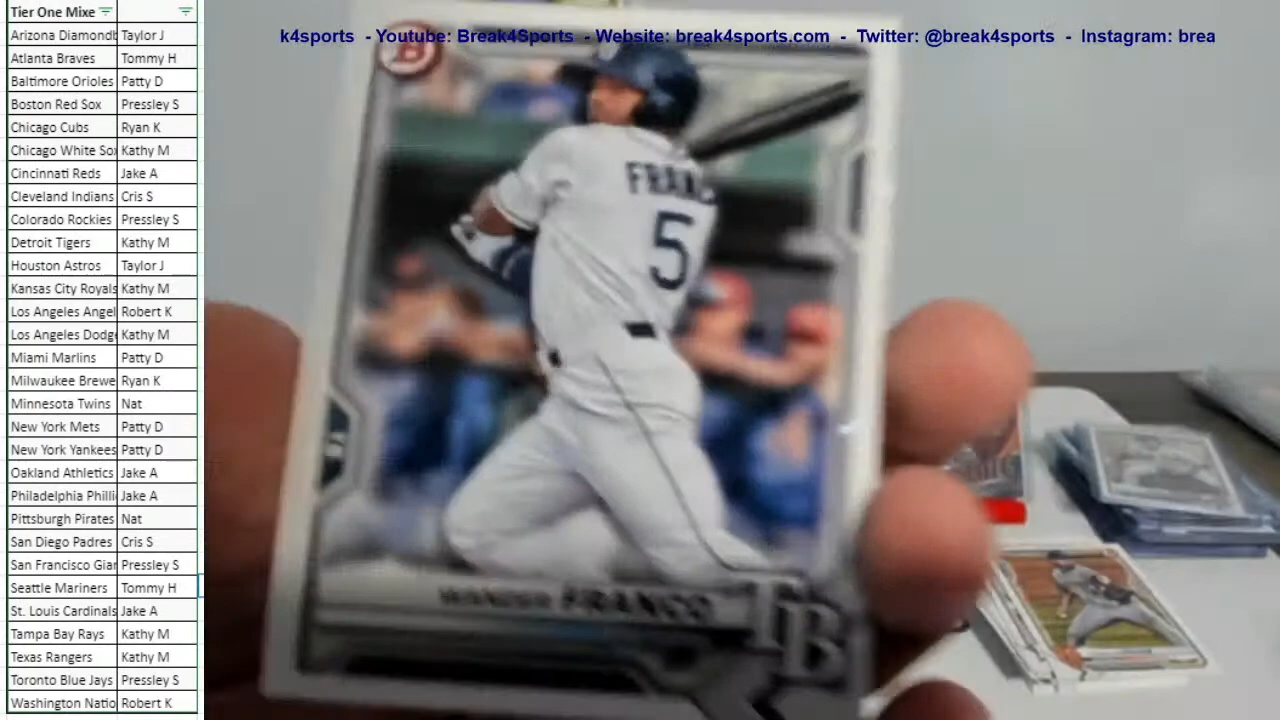 Tier One Mixe
Arizona Diamondb Taylor J
Atlanta Braves Tommy H
Baltimore Orioles Patty D
Boston Red Sox Pressley S
Chicago Cubs Ryan K
Chicago White Sox Kathy M
Cincinnati Reds Jake A
Cleveland Indians Cris S
Colorado Rockies Pressley S
Detroit Tigers Kathy M
Houston Astros Taylor J
Kansas City Royals Kathy M
Los Angeles Angel Robert K
Los Angeles Dodg Kathy M
Miami Marlins Patty D
Milwaukee Brewe Ryan K
Minnesota Twins Nat
New York Mets Patty D
New York Yankees Patty D
Oakland Athletics Jake A
Philadelphia Philli Jake A
Pittsburgh Pirates Nat
San Diego Padres Cris S
San Francisco Gian Pressley S
Seattle Mariners Tommy H
St. Louis Cardinals Jake A
Tampa Bay Rays Kathy M
Texas Rangers Kathy M
Toronto Blue Jays Pressley S
Washington Natio Robert K
k4sports - Youtube: Break4Sports - Website: break4sports.com - Twitter: @break4sports - Instagram: brea
B
FRANC
5
WANDER FRANCO
TB